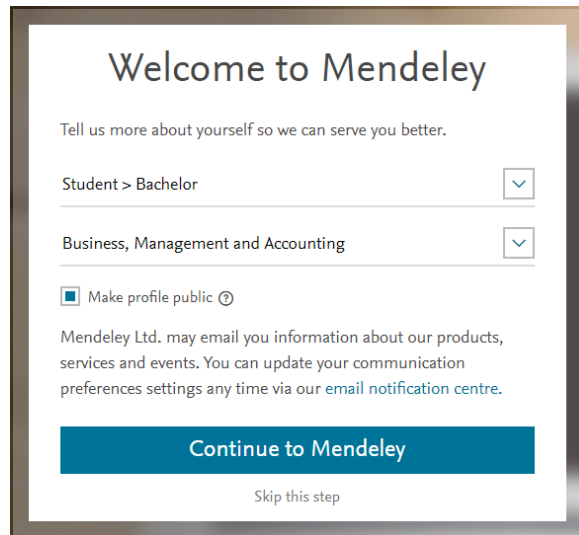 Welcome to Mendeley
Tell us more about yourself so we can serve you better.
Student > Bachelor
Business, Management and Accounting
Make profile public ?
Mendeley Ltd. may email you information about our products,
services and events. You can update your communication
preferences settings any time via our email notification centre.
Continue to Mendeley
Skip this step